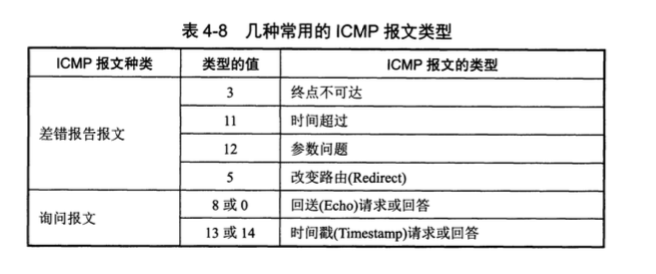 表 4-8 几种常用的 ICMP 报文类型
ICMP 报文种类 类型的值 ICMP 报文的类型
差错报告报文
3 终点不可达
11 时间超过
12 参数问题
5 改变路由(Redirect)
询问报文
8 或 0 回送(Echo)请求或回答
13 或 14 时间戳(Timestamp)请求或回答